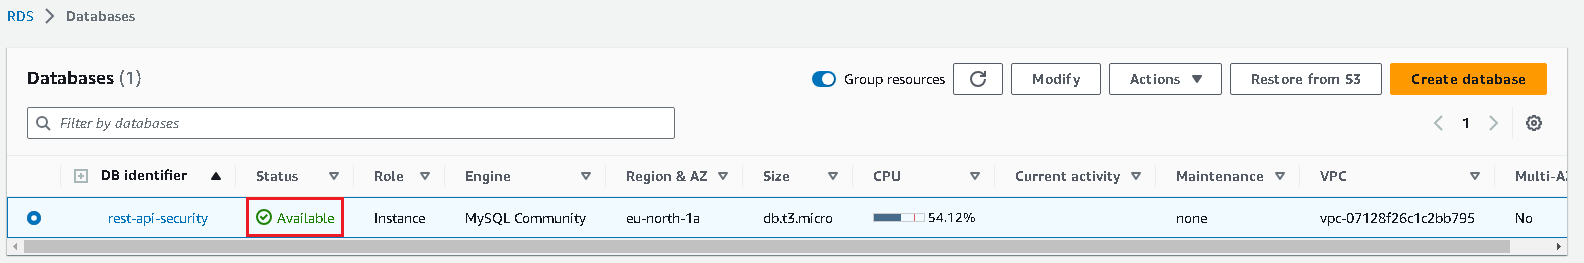 RDS > Databases
Databases (1) Group resources Modify Actions Restore from S3 Create database
Filter by databases 1
DB identifier Status Role Engine Region & AZ Size CPU Current activity Maintenance VPC Multi-AZ
rest-api-security Available Instance MySQL Community eu-north-1a db.t3.micro 54.12% none vpc-07128f26c1c2bb795 No